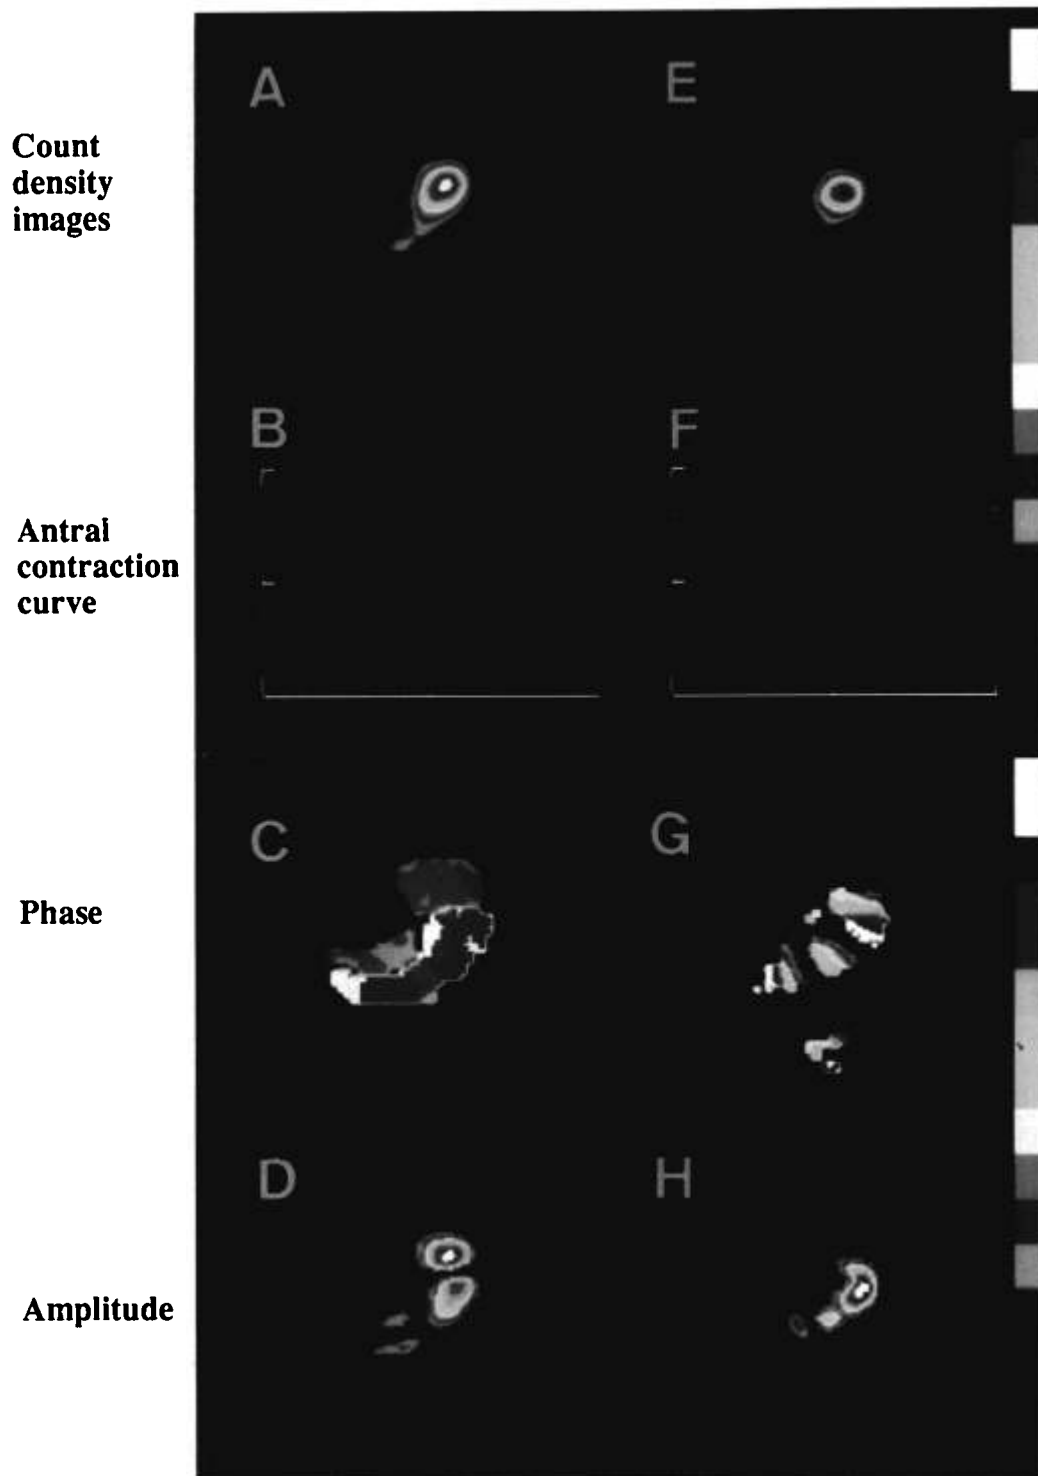 A
E
Count
density
images
B
F
Antral
contraction
curve
C
G
Phase
D
H
Amplitude